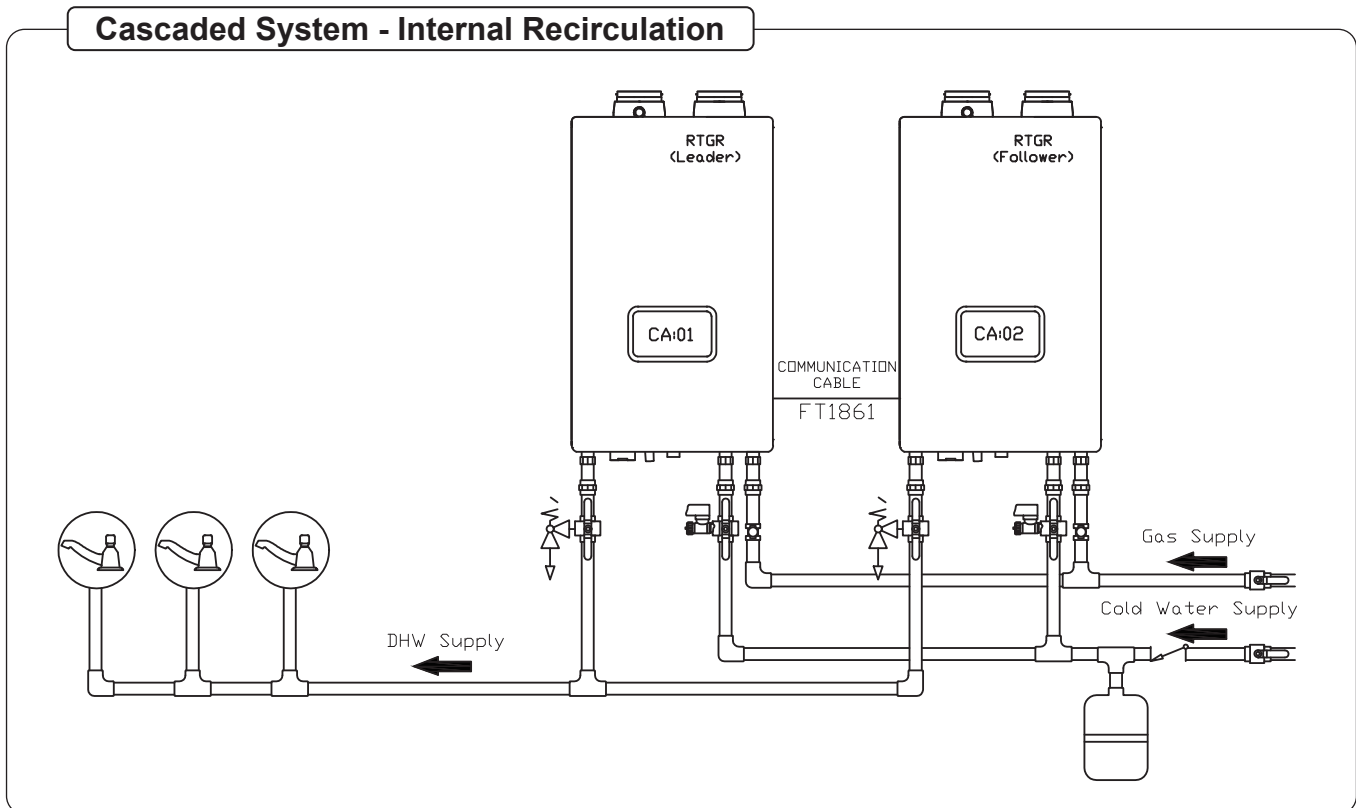 Cascaded System - Internal Recirculation
RTGR
(Leader)
RTGR
(Follower)
CA:01
CA:02
COMMUNICATION
CABLE
FT1861
Gas Supply
Cold Water Supply
DHW Supply